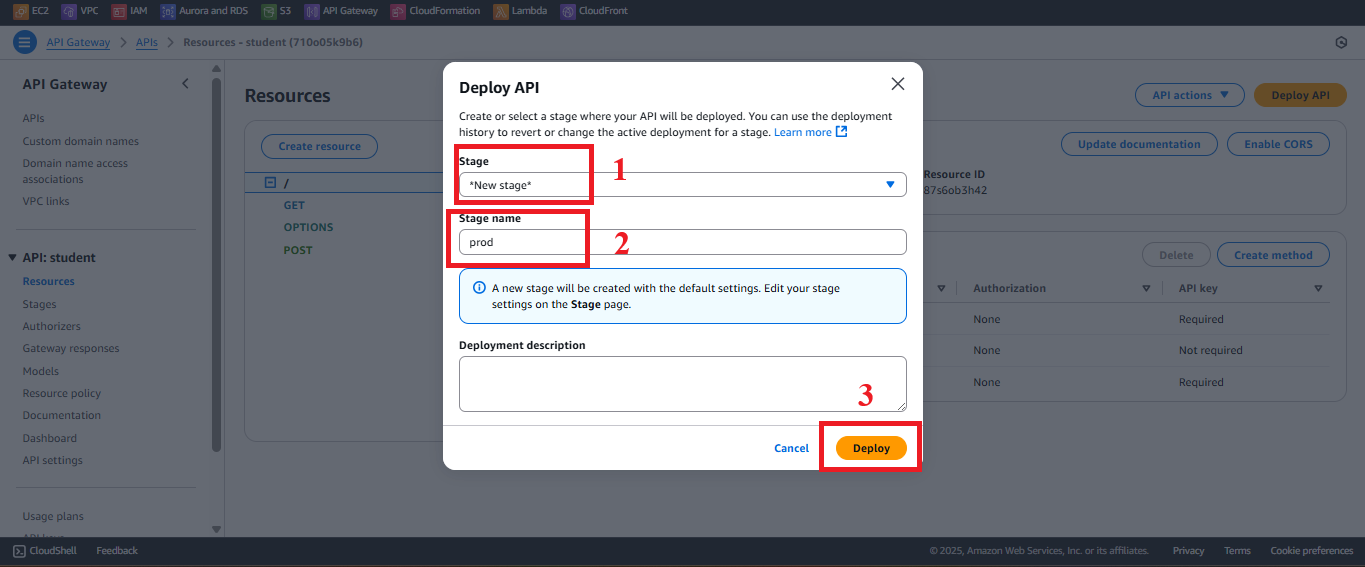 EC2 VPC IAM Aurora and RDS S3 API Gateway CloudFormation Lambda CloudFront
API Gateway > APIs > Resources - student (710o05k9b6)
API Gateway
APIs
Custom domain names
Domain name access
associations
VPC links
API: student
Resources
Stages
Authorizers
Gateway responses
Models
Resource policy
Documentation
Dashboard
API settings
Usage plans
Resources
API actions
Deploy API
Create resource
/
GET
OPTIONS
POST
Update documentation
Enable CORS
Resource ID
87s6ob3h42
Delete
Create method
Authorization API key
None Required
None Not required
None Required
Deploy API
Create or select a stage where your API will be deployed. You can use the deployment
history to revert or change the active deployment for a stage. Learn more
Stage
1
*New stage*
Stage name
2
prod
A new stage will be created with the default settings. Edit your stage
settings on the Stage page.
Deployment description
3
Cancel
Deploy
CloudShell Feedback
© 2025, Amazon Web Services, Inc. or its affiliates. Privacy Terms Cookie preferences